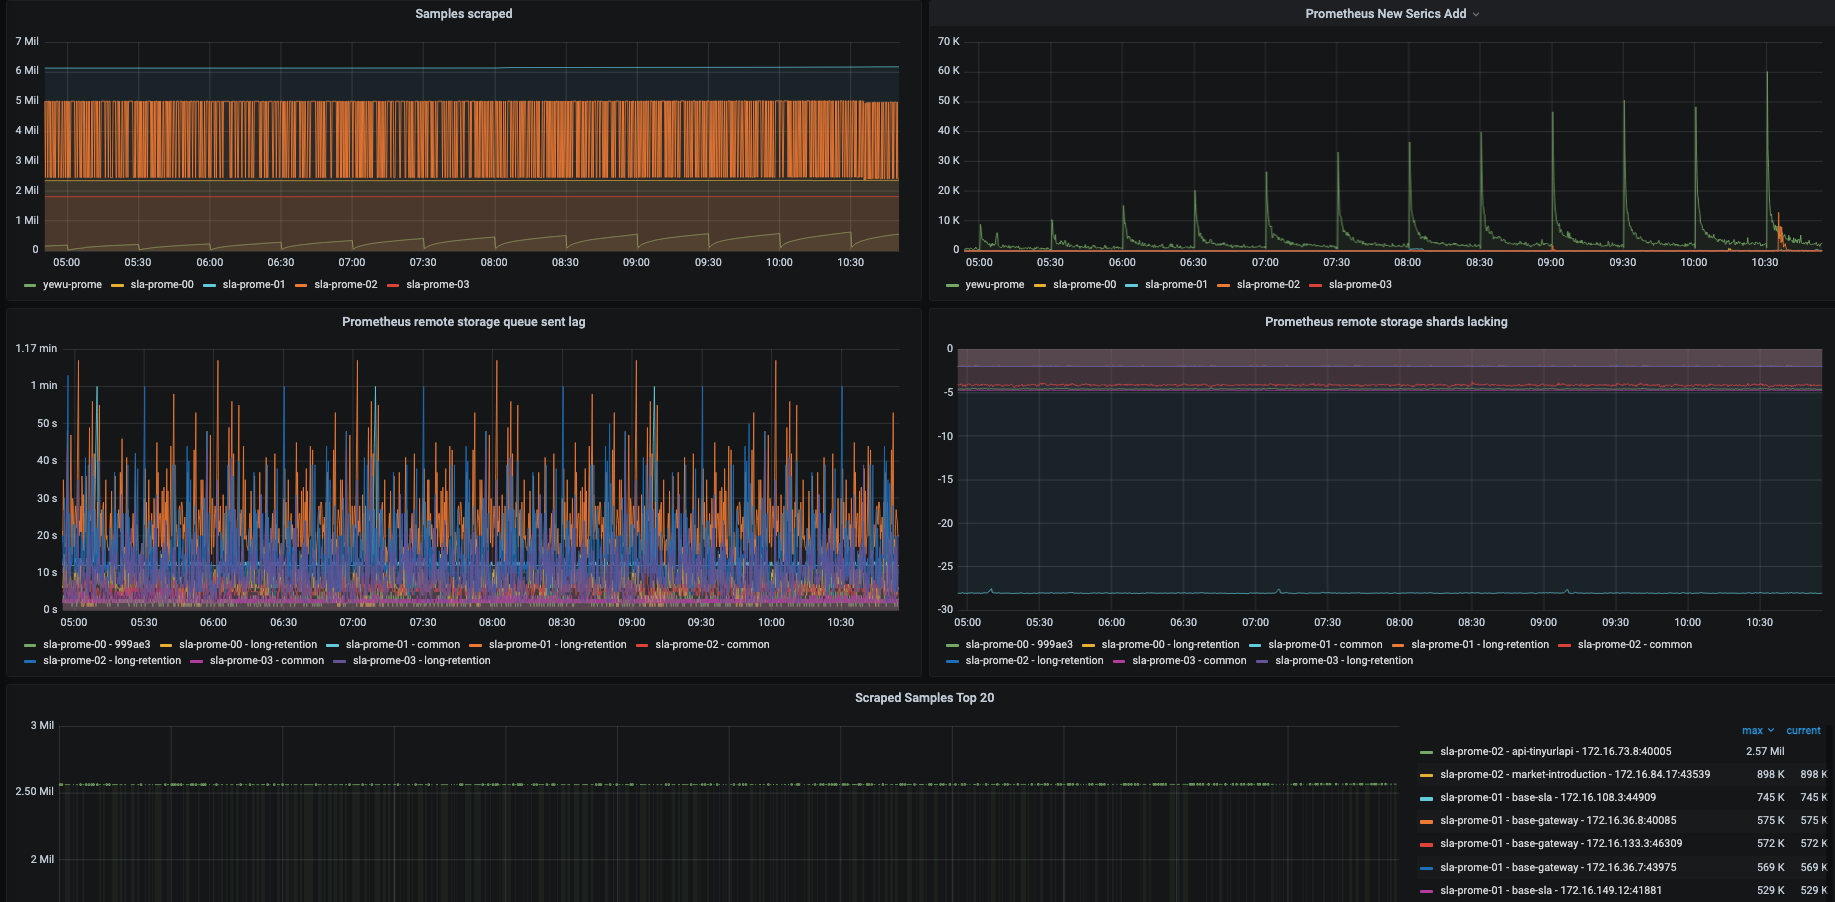 Samples scraped
7 Mil
6 Mil
5 Mil
4 Mil
3 Mil
2 Mil
1 Mil
0
05:00 05:30 06:00 06:30 07:00 07:30 08:00 08:30 09:00 09:30 10:00 10:30
yewu-prome sla-prome-00 sla-prome-01 sla-prome-02 sla-prome-03
Prometheus New Serics Add
70 K
60 K
50 K
40 K
30 K
20 K
10 K
0
05:00 05:30 06:00 06:30 07:00 07:30 08:00 08:30 09:00 09:30 10:00 10:30
yewu-prome sla-prome-00 sla-prome-01 sla-prome-02 sla-prome-03
Prometheus remote storage queue sent lag
1.17 min
1 min
50 s
40 s
30 s
20 s
10 s
0 s
05:00 05:30 06:00 06:30 07:00 07:30 08:00 08:30 09:00 09:30 10:00 10:30
sla-prome-00 - 999ae3 sla-prome-00 - long-retention sla-prome-01 - common sla-prome-01 - long-retention sla-prome-02 - common
sla-prome-02 - long-retention sla-prome-03 - common sla-prome-03 - long-retention
Prometheus remote storage shards lacking
0
-5
-10
-15
-20
-25
-30
05:00 05:30 06:00 06:30 07:00 07:30 08:00 08:30 09:00 09:30 10:00 10:30
sla-prome-00 - 999ae3 sla-prome-00 - long-retention sla-prome-01 - common sla-prome-01 - long-retention sla-prome-02 - common
sla-prome-02 - long-retention sla-prome-03 - common sla-prome-03 - long-retention
Scraped Samples Top 20
3 Mil
2.50 Mil
2 Mil
max current
sla-prome-02 - api-tinyurlapi - 172.16.73.8:40005 2.57 Mil
sla-prome-02 - market-introduction - 172.16.84.17:43539 898 K 898 K
sla-prome-01 - base-sla - 172.16.108.3:44909 745 K 745 K
sla-prome-01 - base-gateway - 172.16.36.8:40085 575 K 575 K
sla-prome-01 - base-gateway - 172.16.133.3:46309 572 K 572 K
sla-prome-01 - base-gateway - 172.16.36.7:43975 569 K 569 K
sla-prome-01 - base-sla - 172.16.149.12:41881 529 K 529 K